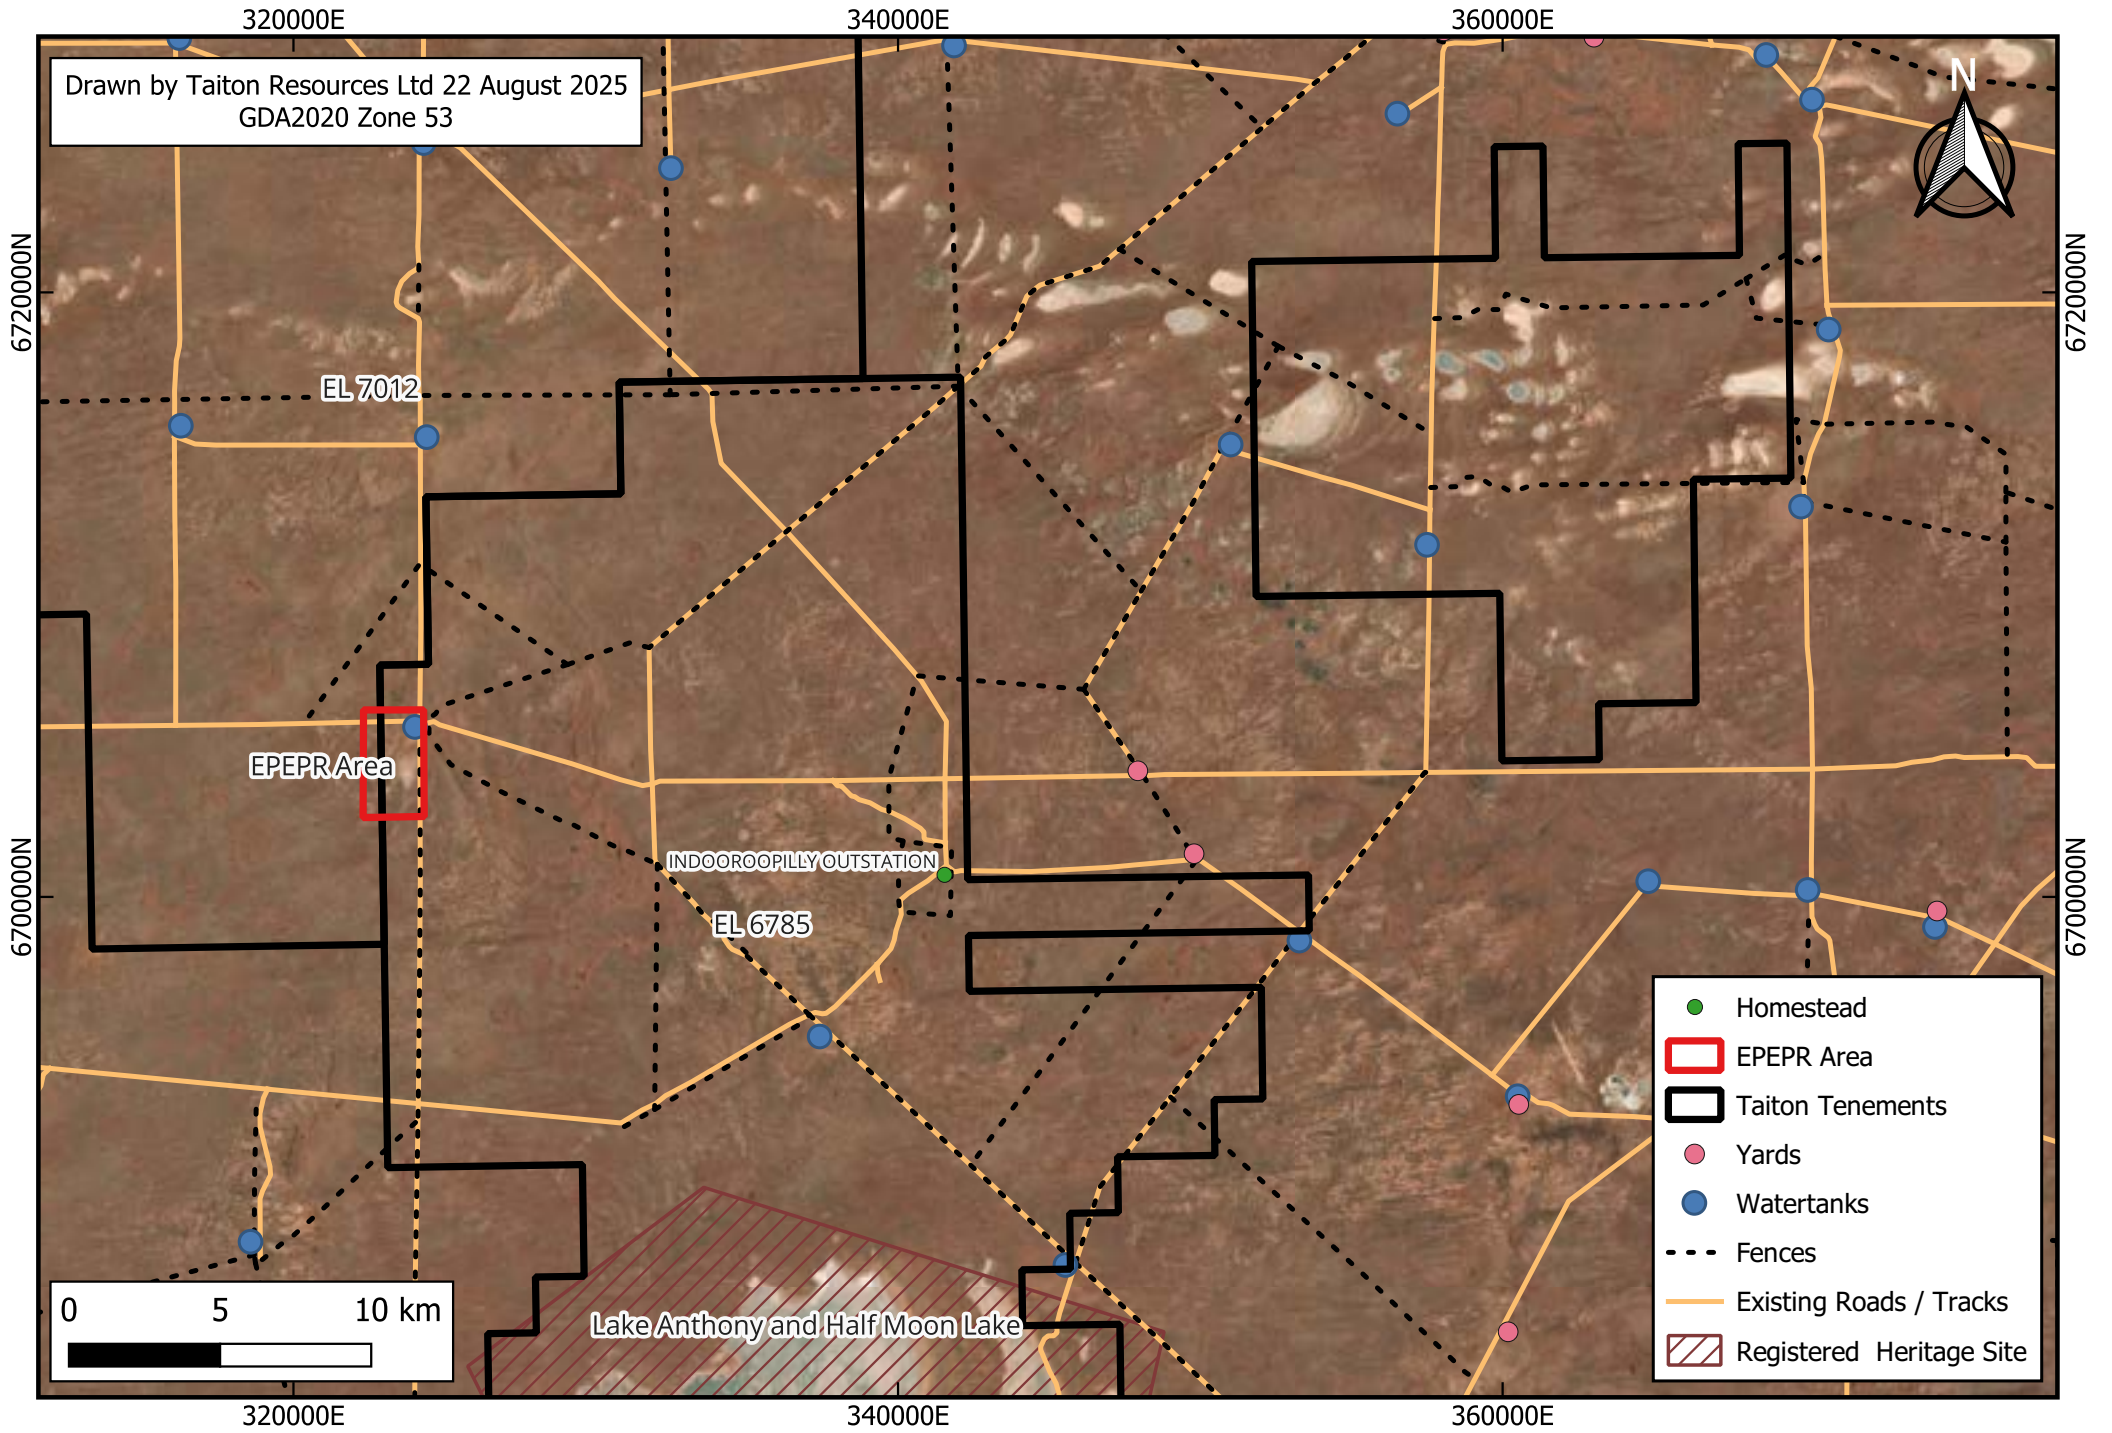 320000E
340000E
360000E
Drawn by Taiton Resources Ltd 22 August 2025
GDA2020 Zone 53
N
6720000N
6720000N
EL 7012
EPEPR Area
INDOOROOPILLY OUTSTATION
EL 6785
6700000N
6700000N
Homestead
EPEPR Area
Taiton Tenements
Yards
Watertanks
Fences
Existing Roads / Tracks
Registered  Heritage Site
0 5 10 km
Lake Anthony and Half Moon Lake
320000E
340000E
360000E